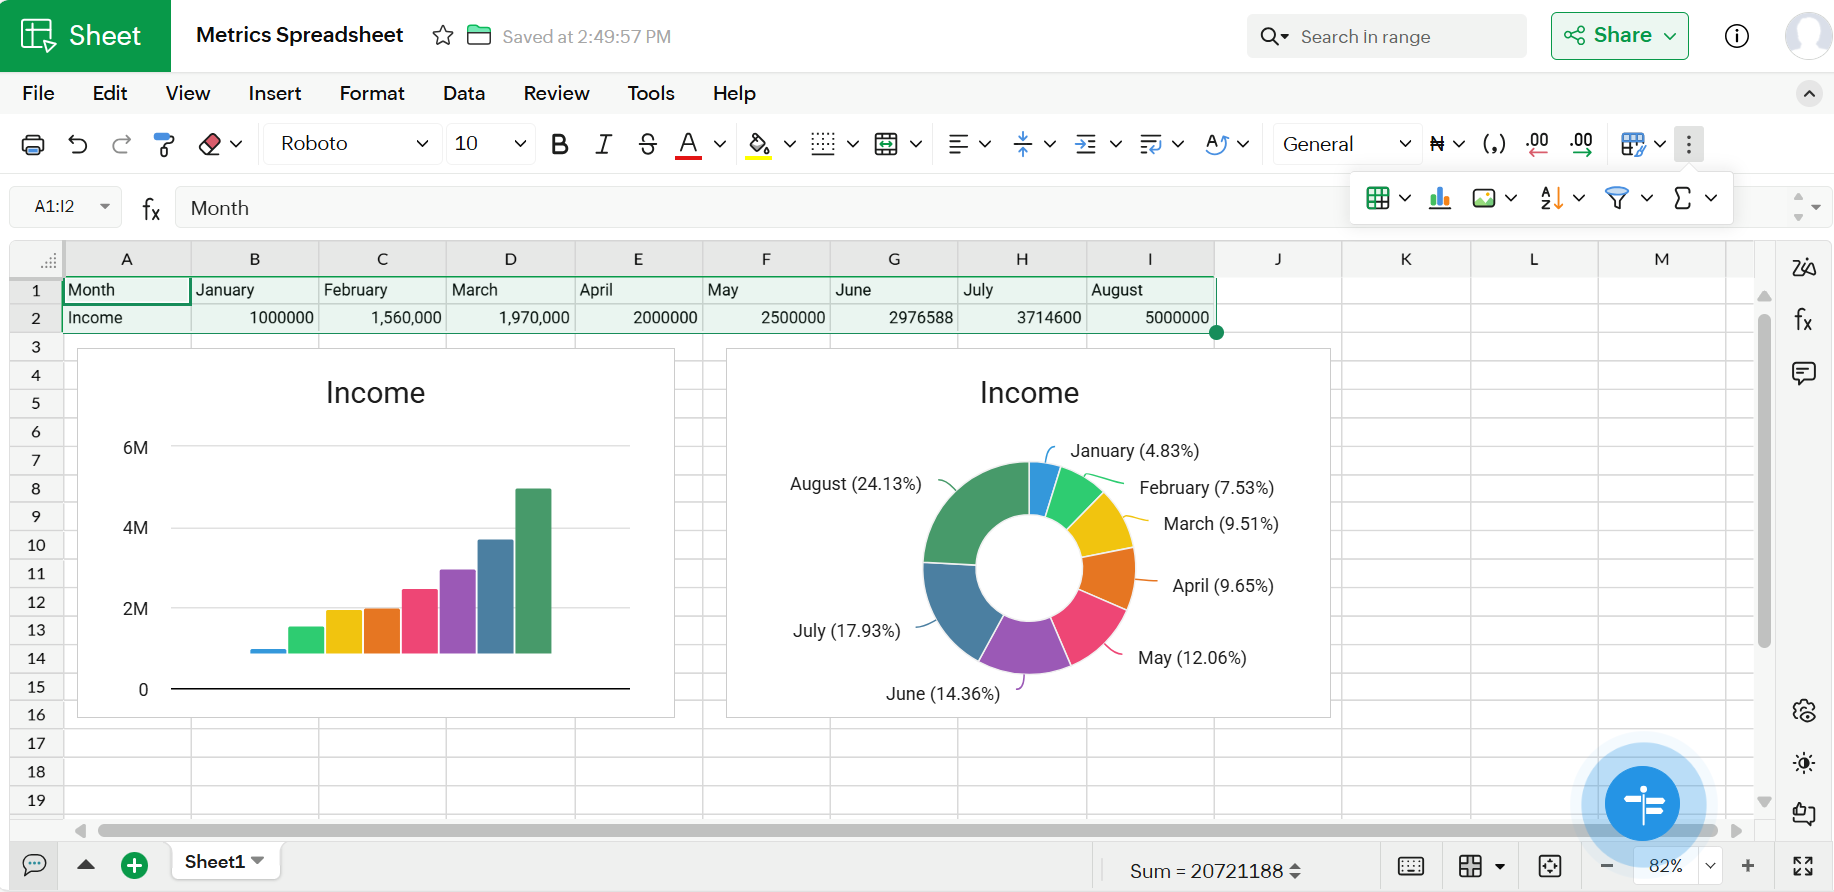 Sheet Metrics Spreadsheet Saved at 2:49:57 PM Search in range Share
File Edit View Insert Format Data Review Tools Help
Roboto 10 B I S A General ₦ (,) .00 .00
A1:I2 fx Month
A B C D E F G H I J K L M
1 Month January February March April May June July August
2 Income 1000000 1,560,000 1,970,000 2000000 2500000 2976588 3714600 5000000
3
4
5
6
7
8
9
10
11
12
13
14
15
16
17
18
19
Income
6M
4M
2M
0
Income
January (4.83%)
February (7.53%)
March (9.51%)
April (9.65%)
May (12.06%)
June (14.36%)
July (17.93%)
August (24.13%)
Sheet1 Sum = 20721188 82%